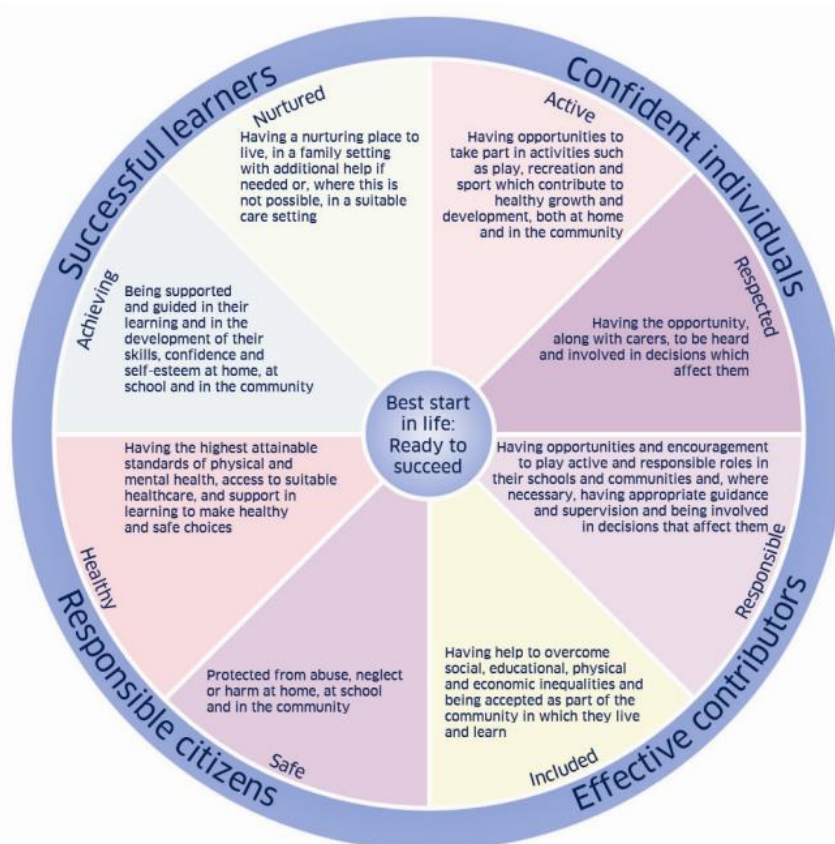 Successful learners
Confident individuals
Nurtured
Having a nurturing place to
live, in a family setting
with additional help if
needed or, where this is
not possible, in a suitable
care setting
Active
Having opportunities to
take part in activities such
as play, recreation and
sport which contribute to
healthy growth and
development, both at home
and in the community
Achieving
Being supported
and guided in their
learning and in the
development of their
skills, confidence and
self-esteem at home, at
school and in the community
Respected
Having the opportunity,
along with carers, to be heard
and involved in decisions which
affect them
Best start
in life:
Ready to
succeed
Healthy
Having the highest attainable
standards of physical and
mental health, access to suitable
healthcare, and support in
learning to make healthy
and safe choices
Responsible
Having opportunities and encouragement
to play active and responsible roles in
their schools and communities and, where
necessary, having appropriate guidance
and supervision and being involved
in decisions that affect them
Safe
Protected from abuse, neglect
or harm at home, at school
and in the community
Included
Having help to overcome
social, educational, physical
and economic inequalities and
being accepted as part of the
community in which they live
and learn
Responsible citizens
Effective contributors